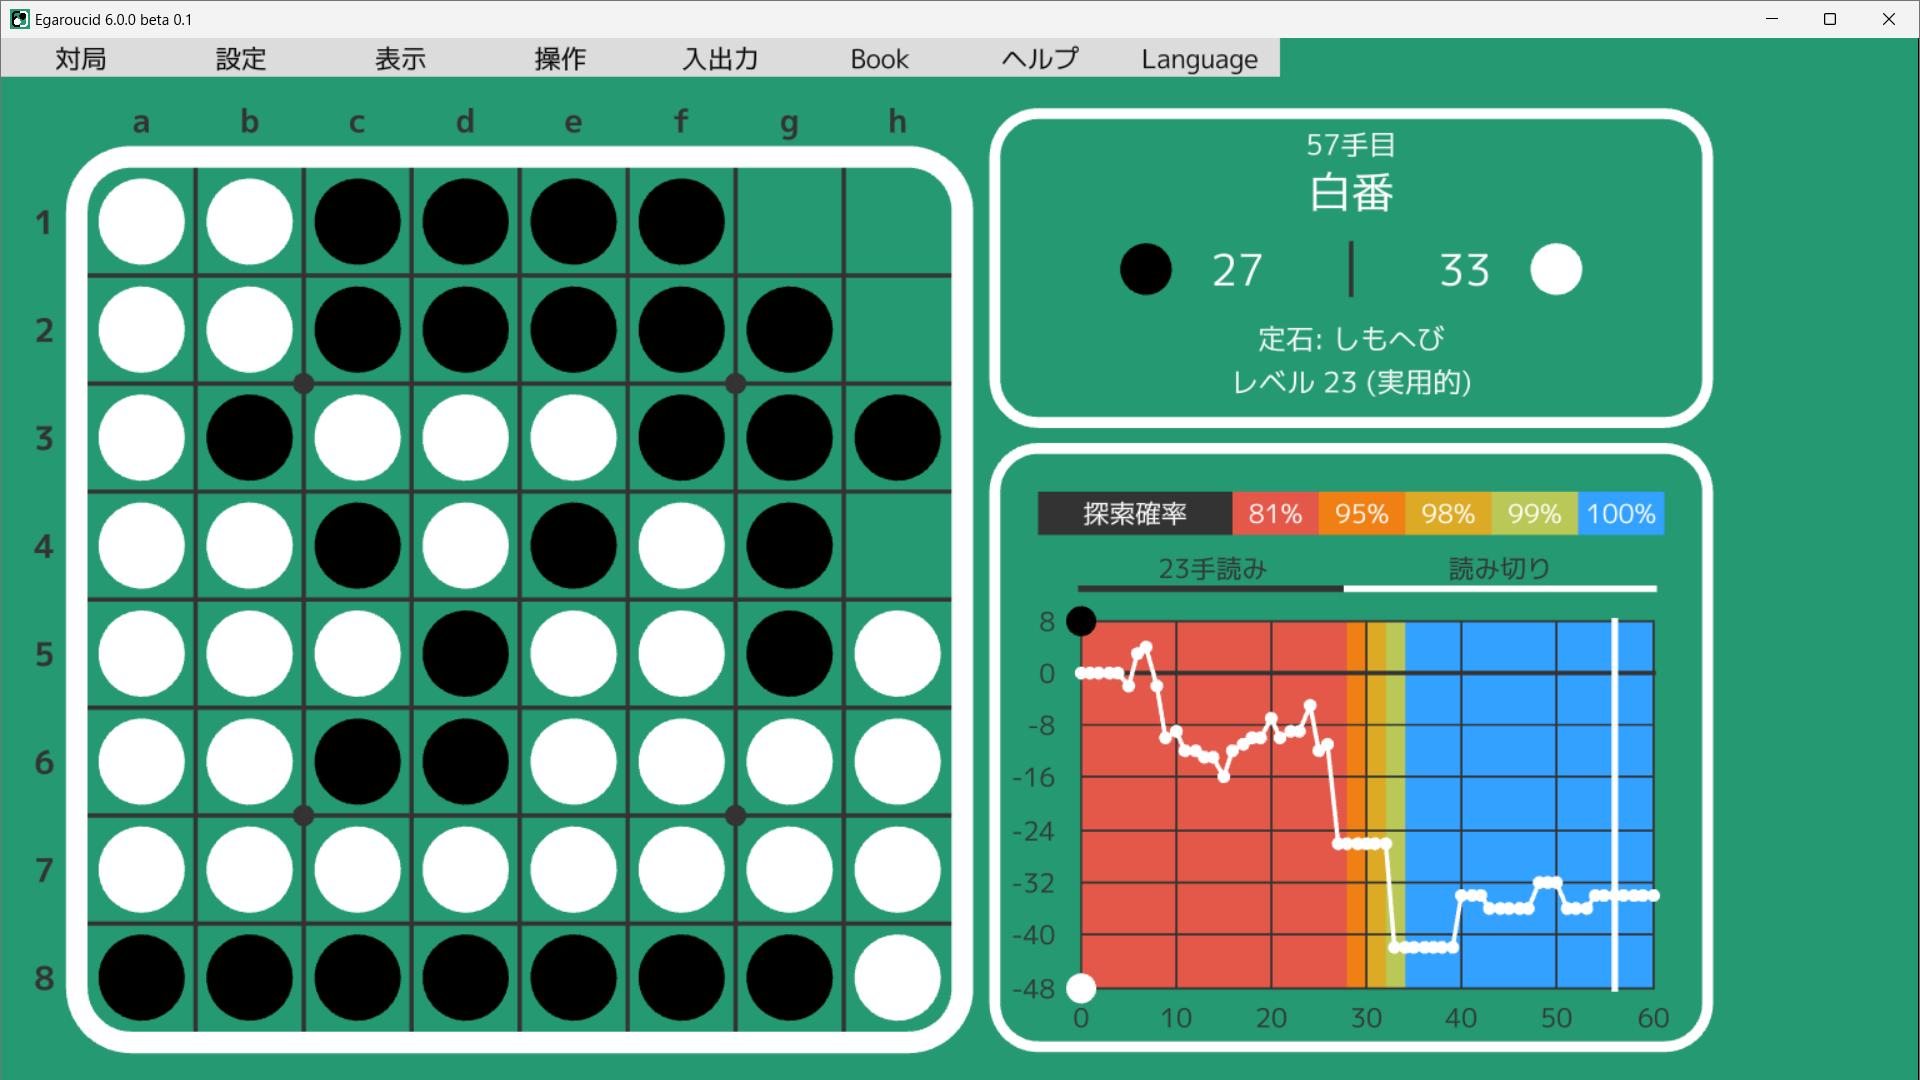 Egaroucid 6.0.0 beta 0.1
対局 設定 表示 操作 入出力 Book ヘルプ Language
a b c d e f g h
1
2
3
4
5
6
7
8
57手目
白番
27 33
定石: しもへび
レベル 23 (実用的)
探索確率 81% 95% 98% 99% 100%
23手読み 読み切り
8
0
-8
-16
-24
-32
-40
-48
0 10 20 30 40 50 60